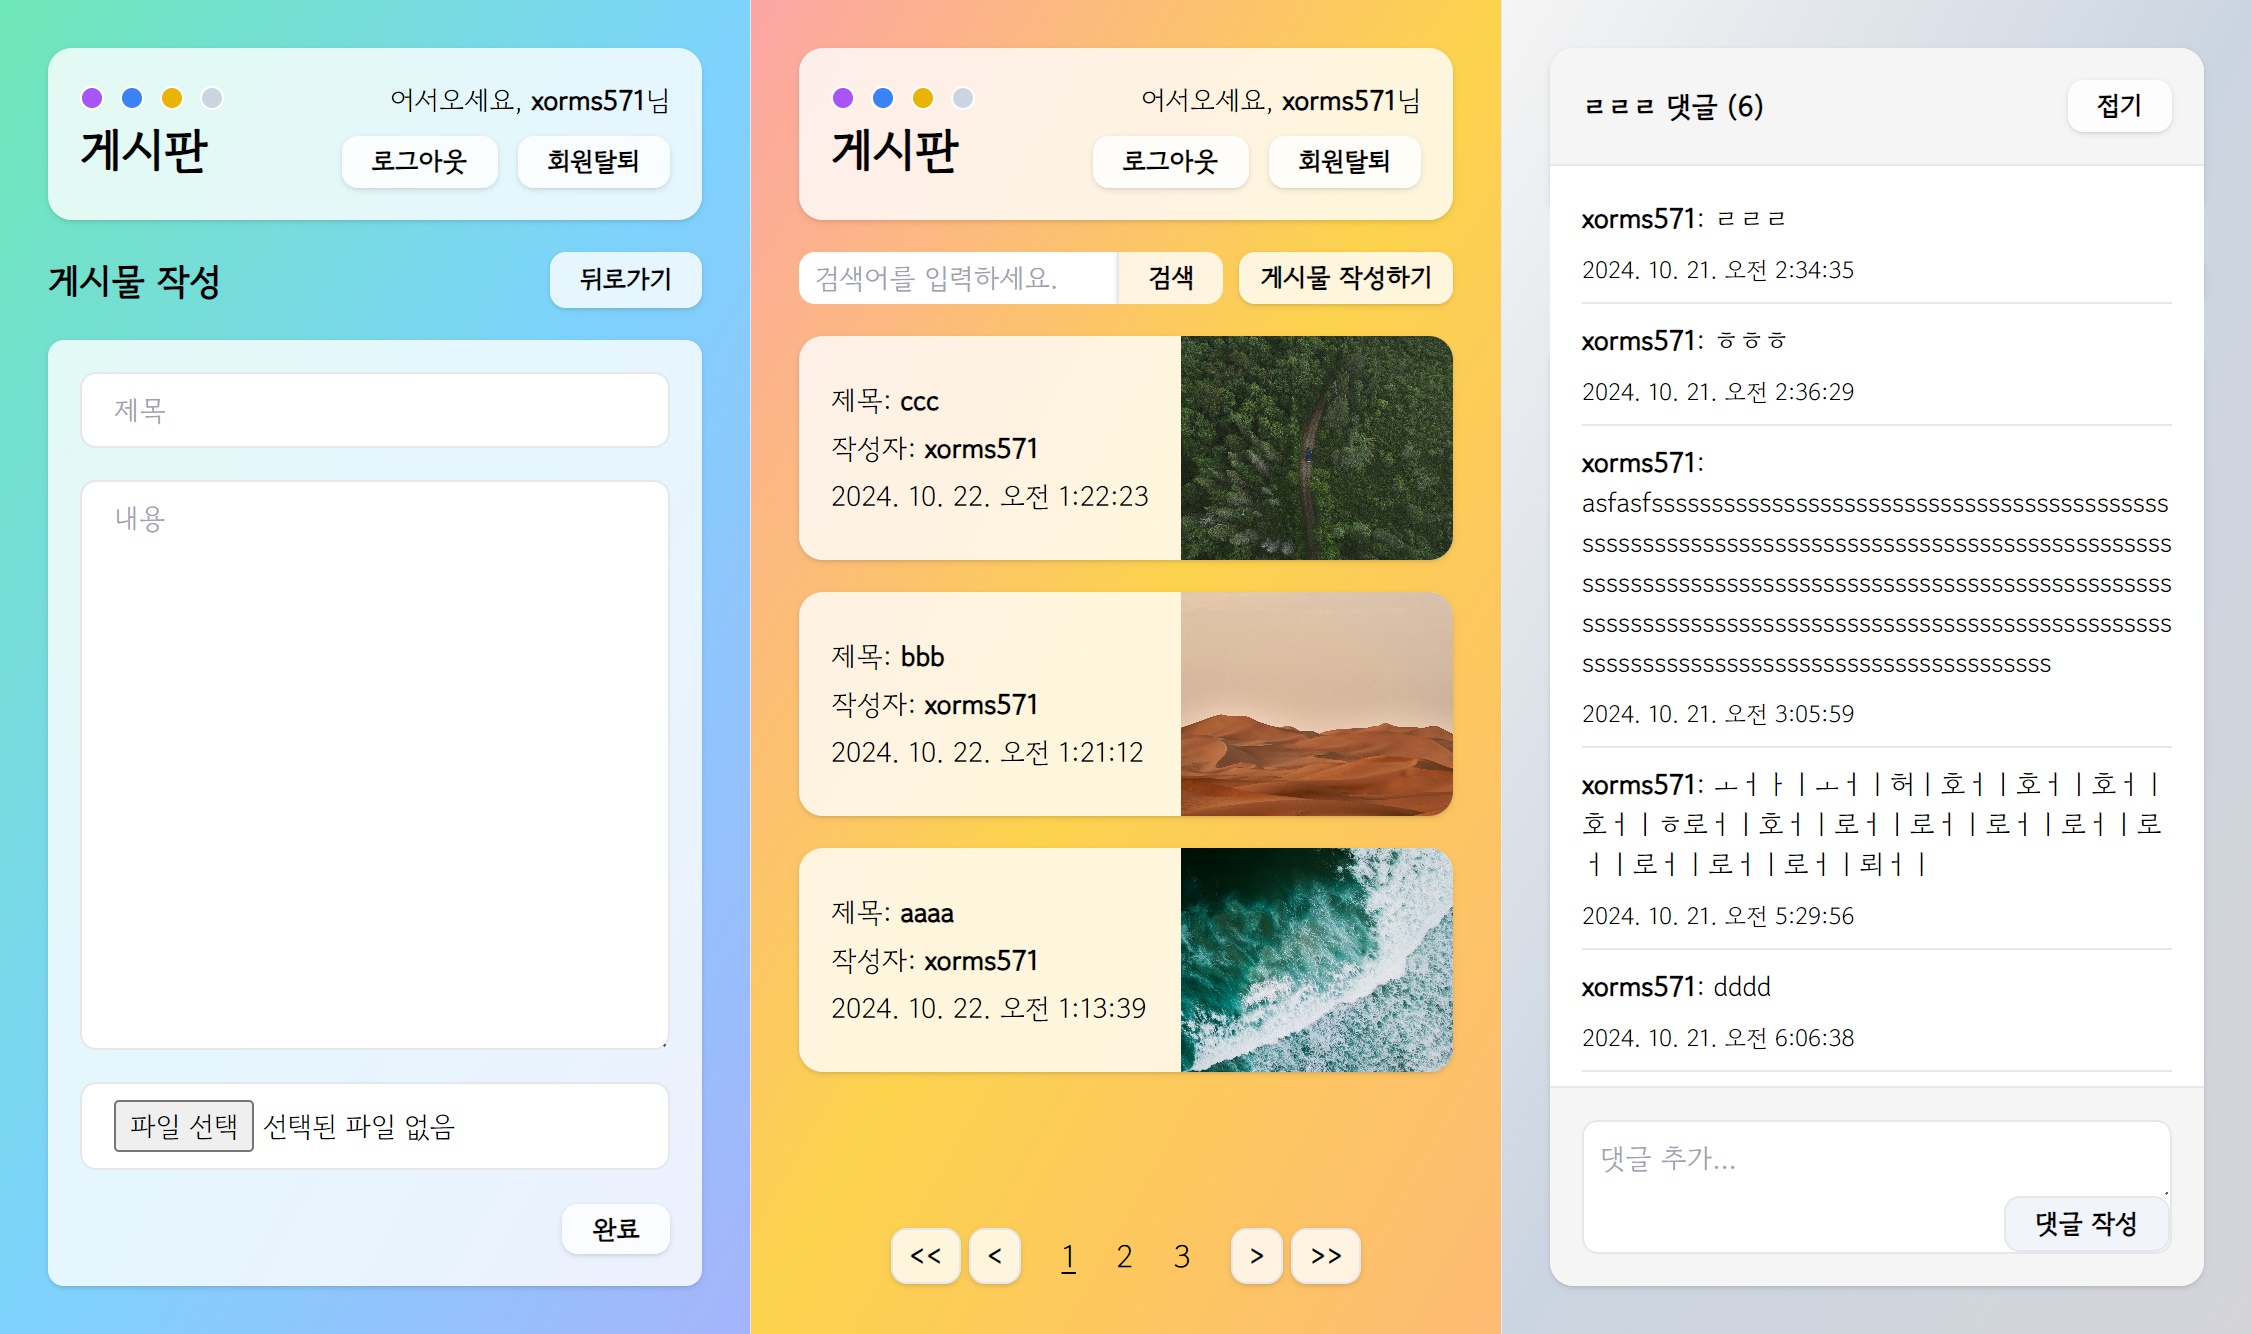 어서오세요, xorms571님
게시판
로그아웃
회원탈퇴
게시물 작성
뒤로가기
제목
내용
파일 선택 선택된 파일 없음
완료
어서오세요, xorms571님
게시판
로그아웃
회원탈퇴
검색어를 입력하세요.
검색
게시물 작성하기
제목: ccc
작성자: xorms571
2024. 10. 22. 오전 1:22:23
제목: bbb
작성자: xorms571
2024. 10. 22. 오전 1:21:12
제목: aaaa
작성자: xorms571
2024. 10. 22. 오전 1:13:39
<< < 1 2 3 > >>
ㄹㄹㄹ 댓글 (6)
접기
xorms571: ㄹㄹㄹ
2024. 10. 21. 오전 2:34:35
xorms571: ㅎㅎㅎ
2024. 10. 21. 오전 2:36:29
xorms571:
asfasfsssssssssssssssssssssssssssssssssssssssssss
sssssssssssssssssssssssssssssssssssssssssssssssss
sssssssssssssssssssssssssssssssssssssssssssssssss
sssssssssssssssssssssssssssssssssssssssssssssssss
sssssssssssssssssssssssssssssssssssssss
2024. 10. 21. 오전 3:05:59
xorms571: ㅗㅓㅏㅣㅗㅓㅣ허ㅣ호ㅓㅣ호ㅓㅣ호ㅓㅣ
호ㅓㅣㅎ로ㅓㅣ호ㅓㅣ로ㅓㅣ로ㅓㅣ로ㅓㅣ로ㅓㅣ로
ㅓㅣ로ㅓㅣ로ㅓㅣ로ㅓㅣ뢰ㅓㅣ
2024. 10. 21. 오전 5:29:56
xorms571: dddd
2024. 10. 21. 오전 6:06:38
댓글 추가...
댓글 작성